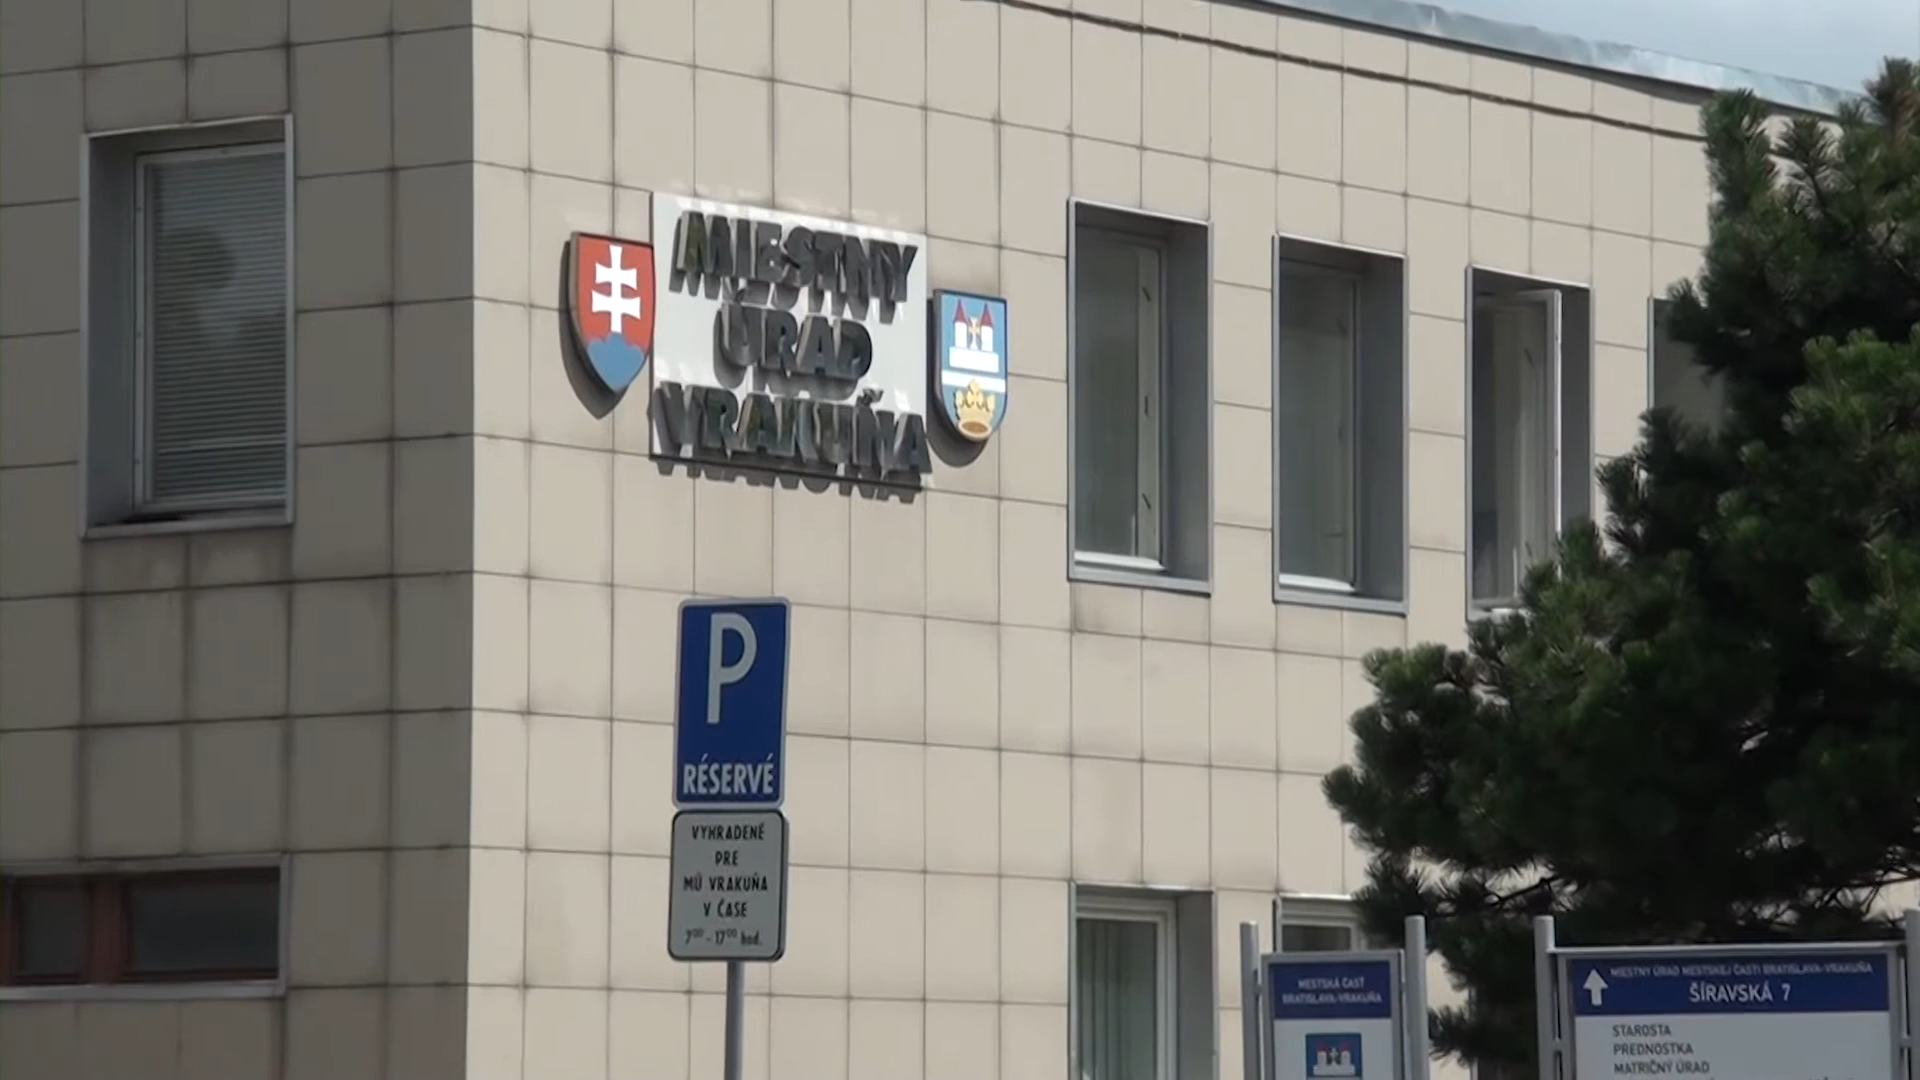 MIESTNY
ÚRAD
VRAKUŇA
P
RÉSERVÉ
VYHRADENÉ
PRE
MÚ VRAKUŇA
V ČASE
7⁰⁰ - 17⁰⁰ hod.
MESTSKÁ ČASŤ
BRATISLAVA-VRAKUŇA
MIESTNY ÚRAD MESTSKEJ ČASTI BRATISLAVA-VRAKUŇA
ŠÍRAVSKÁ 7
STAROSTA
PREDNOSTKA
MATRIČNÝ ÚRAD